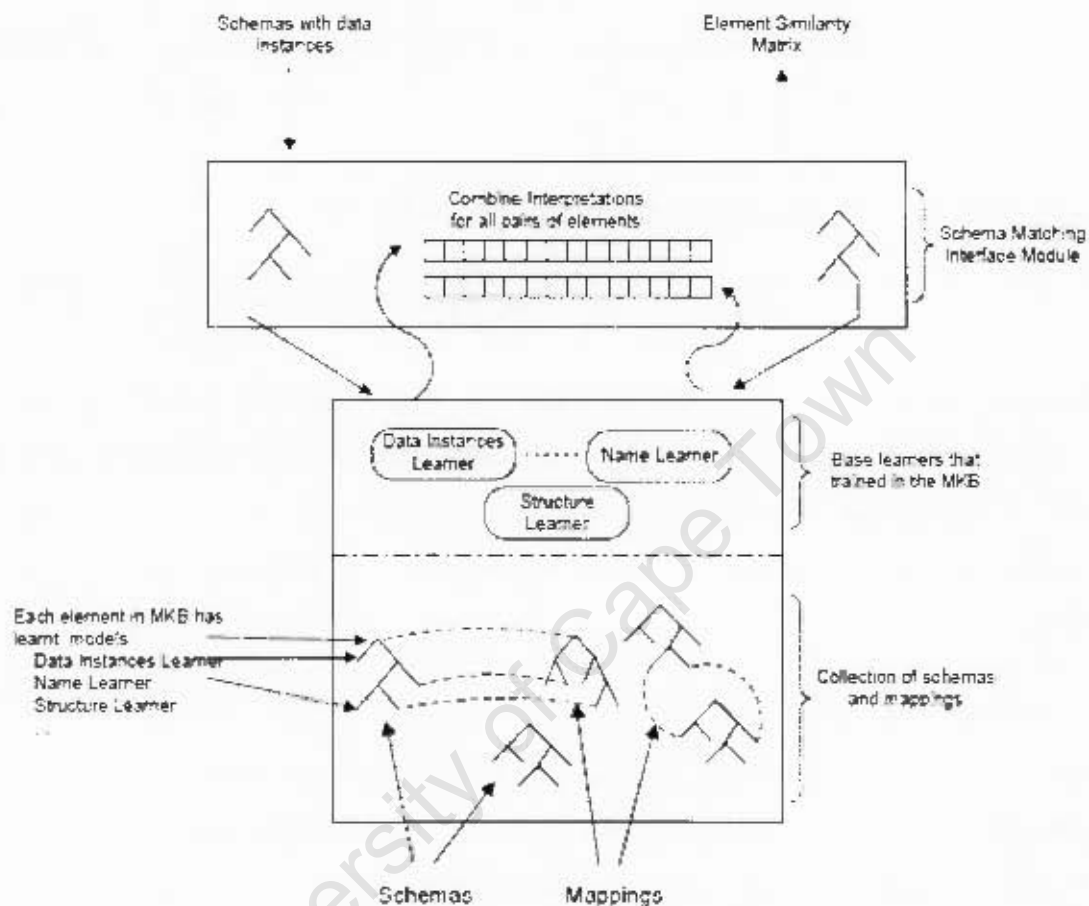 Schemas with data
Instances
Element Similarity
Matrix
Combine Interpretations
for all pairs of elements
Schema Matching
Interface Module
Data Instances
Learner
Name Learner
Structure
Learner
Base learners that
trained in the MKB
Each element in MKB has
learnt models
Data Instances Learner
Name Learner
Structure Learner
...
Collection of schemas
and mappings
Schemas
Mappings
University of Cape Town